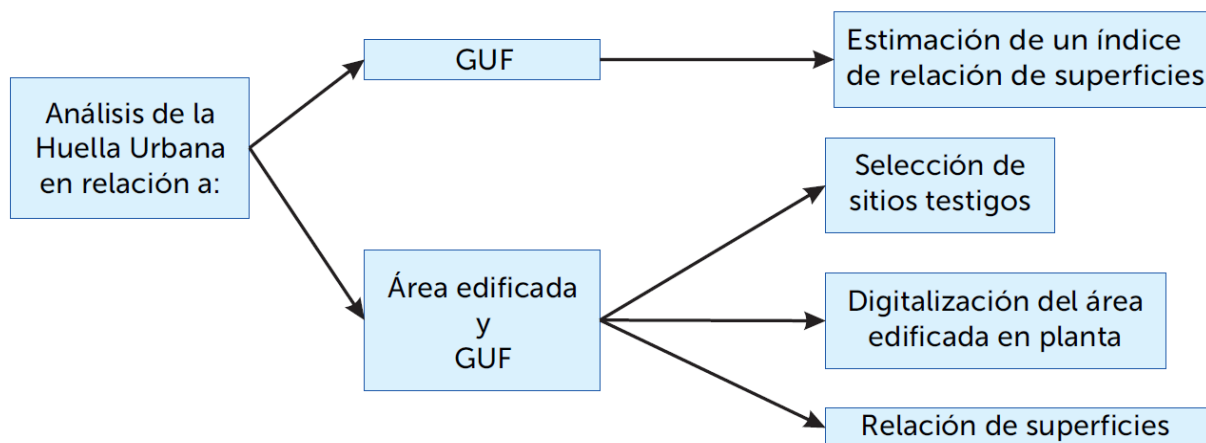 Análisis de la
Huella Urbana
en relación a:
GUF
Estimación de un índice
de relación de superficies
Área edificada
y
GUF
Selección de
sitios testigos
Digitalización del área
edificada en planta
Relación de superficies